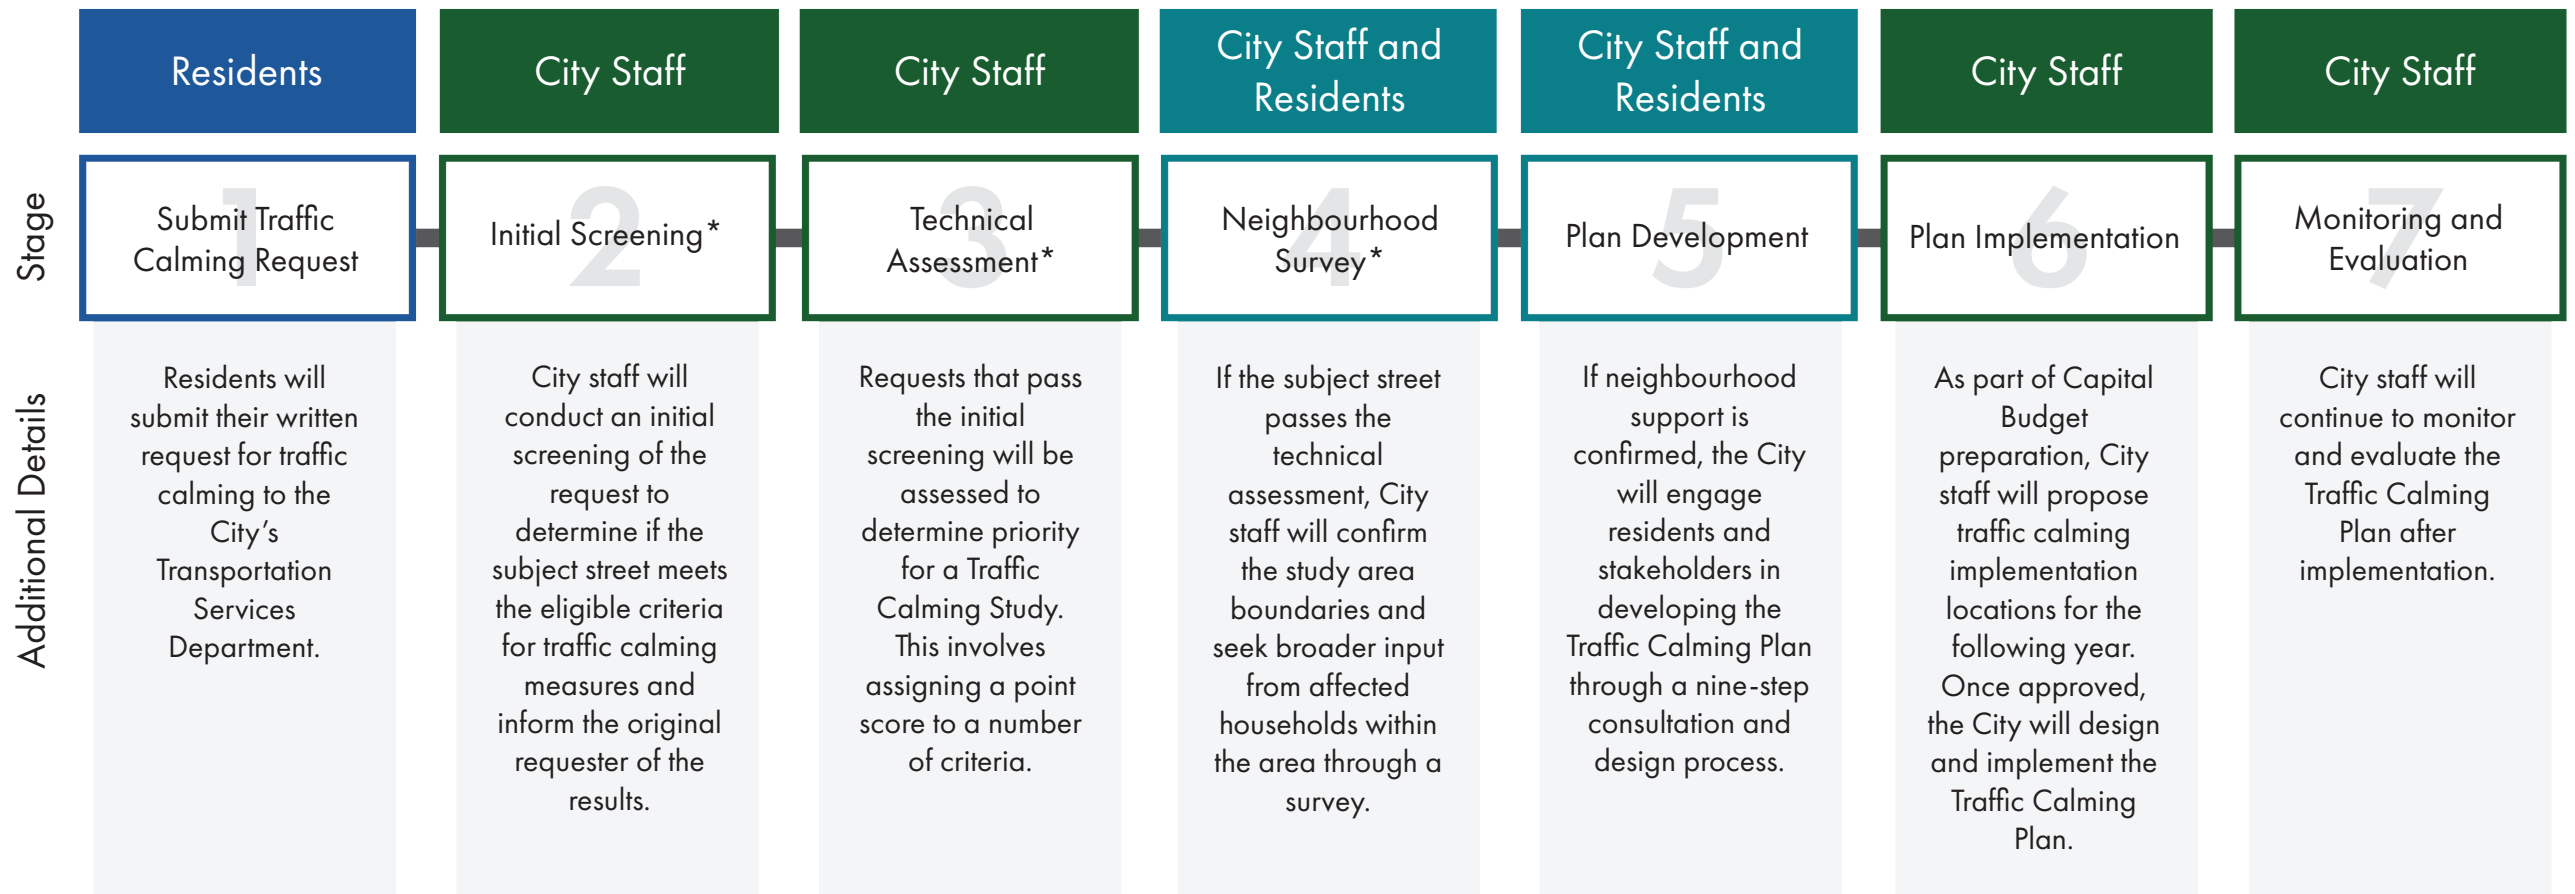 Residents
City Staff
City Staff
City Staff and
Residents
City Staff and
Residents
City Staff
City Staff
Stage
1
Submit Traffic
Calming Request
2
Initial Screening*
3
Technical
Assessment*
4
Neighbourhood
Survey*
5
Plan Development
6
Plan Implementation
7
Monitoring and
Evaluation
Additional Details
Residents will
submit their written
request for traffic
calming to the
City’s
Transportation
Services
Department.
City staff will
conduct an initial
screening of the
request to
determine if the
subject street meets
the eligible criteria
for traffic calming
measures and
inform the original
requester of the
results.
Requests that pass
the initial
screening will be
assessed to
determine priority
for a Traffic
Calming Study.
This involves
assigning a point
score to a number
of criteria.
If the subject street
passes the
technical
assessment, City
staff will confirm
the study area
boundaries and
seek broader input
from affected
households within
the area through a
survey.
If neighbourhood
support is
confirmed, the City
will engage
residents and
stakeholders in
developing the
Traffic Calming Plan
through a nine-step
consultation and
design process.
As part of Capital
Budget
preparation, City
staff will propose
traffic calming
implementation
locations for the
following year.
Once approved,
the City will design
and implement the
Traffic Calming
Plan.
City staff will
continue to monitor
and evaluate the
Traffic Calming
Plan after
implementation.